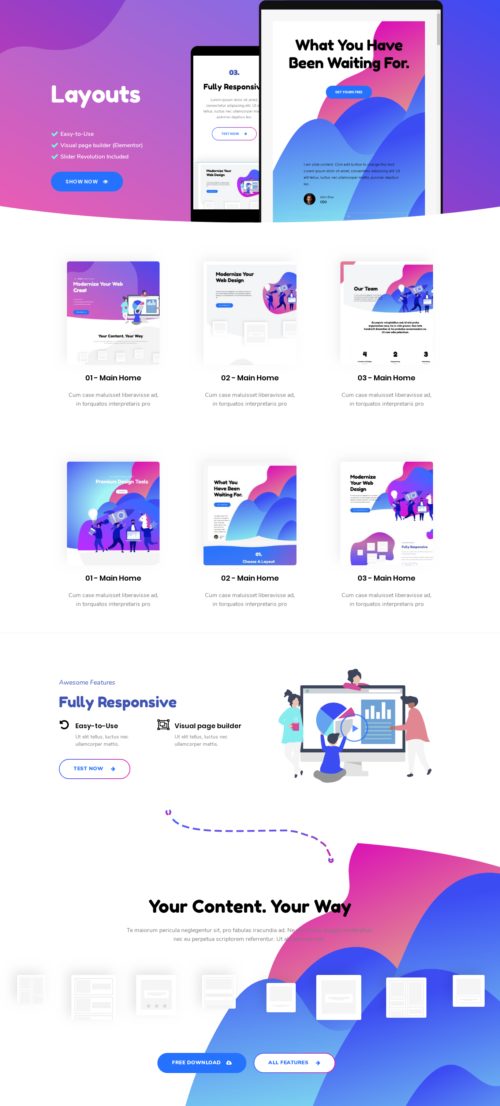 Layouts
Easy-to-Use
Visual page builder (Elementor)
Slider Revolution Included
SHOW NOW
03.
Fully Responsive
TEST NOW
Modernize Your
Web Design
What You Have
Been Waiting For.
GET YOURS FREE
Modernize Your Web
Great
Your Content. Your Way
01 - Main Home
Cum case maluisset liberavisse ad,
in torquatos interpretaris pro
Modernize Your
Web Design
02 - Main Home
Cum case maluisset liberavisse ad,
in torquatos interpretaris pro
Our Team
4
2
3
03 - Main Home
Cum case maluisset liberavisse ad,
in torquatos interpretaris pro
Premium Design Tools
01 - Main Home
Cum case maluisset liberavisse ad,
in torquatos interpretaris pro
What You
Have Been
Waiting For.
01.
Choose A Layout
02 - Main Home
Cum case maluisset liberavisse ad,
in torquatos interpretaris pro
Modernize
Your Web
Design
Fully Responsive
03 - Main Home
Cum case maluisset liberavisse ad,
in torquatos interpretaris pro
Awesome Features
Fully Responsive
Easy-to-Use
Ut elit tellus, luctus nec
ullamcorper mattis.
Visual page builder
Ut elit tellus, luctus nec
ullamcorper mattis.
TEST NOW
Your Content. Your Way
Te maiorum pericula neglegentur sit, pro fabulas iracundia ad. Ne
nec eu perpetua scriptorem referrentur. Ut
FREE DOWNLOAD
ALL FEATURES